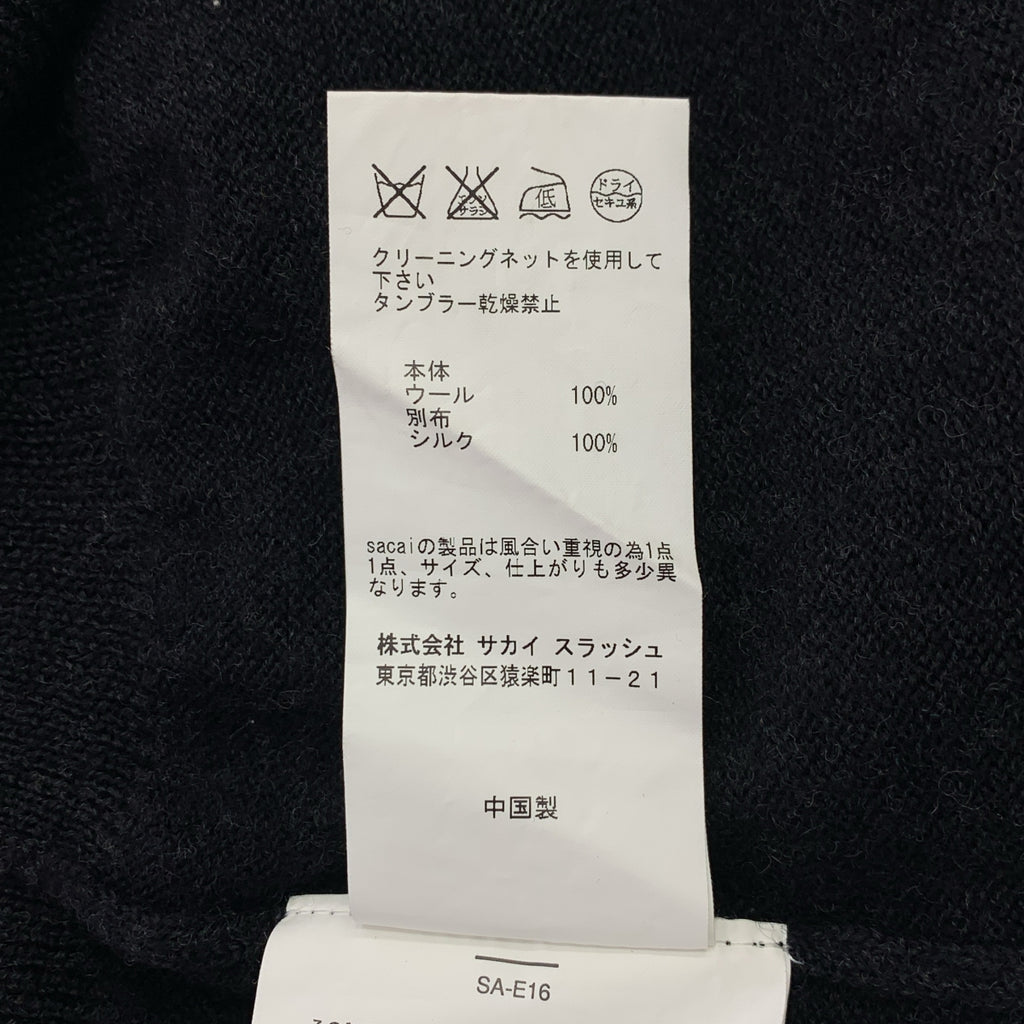 低
ドライ
セキユ系
クリーニングネットを使用して
下さい
タンブラー乾燥禁止
本体
ウール 100%
別布
シルク 100%
sacaiの製品は風合い重視の為1点
1点、サイズ、仕上がりも多少異
なります。
株式会社 サカイ スラッシュ
東京都渋谷区猿楽町11-21
中国製
SA-E16